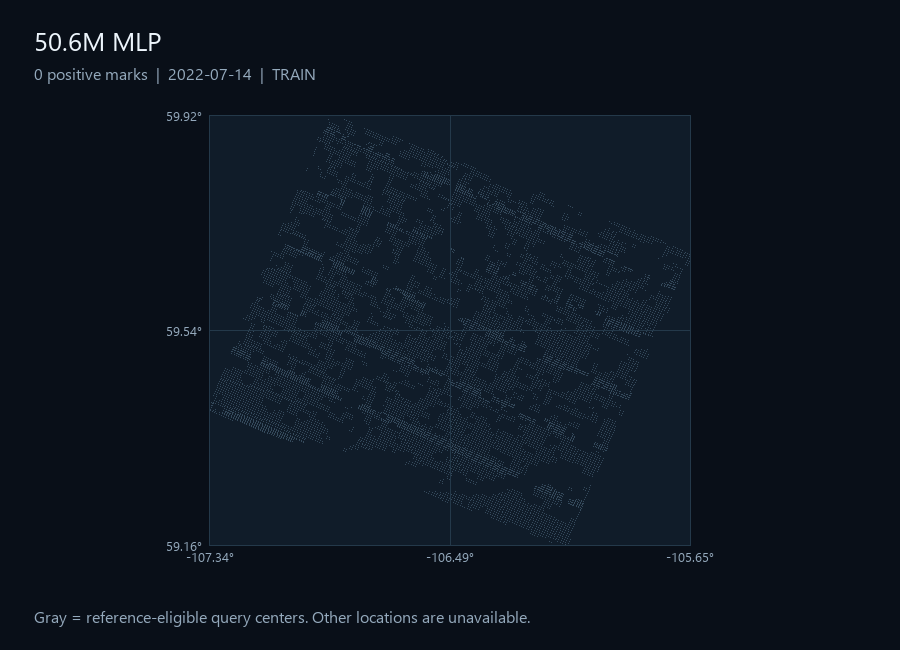 50.6M MLP
0 positive marks | 2022-07-14 | TRAIN
59.92°
59.54°
59.16°
-107.34°
-106.49°
-105.65°
Gray = reference-eligible query centers. Other locations are unavailable.